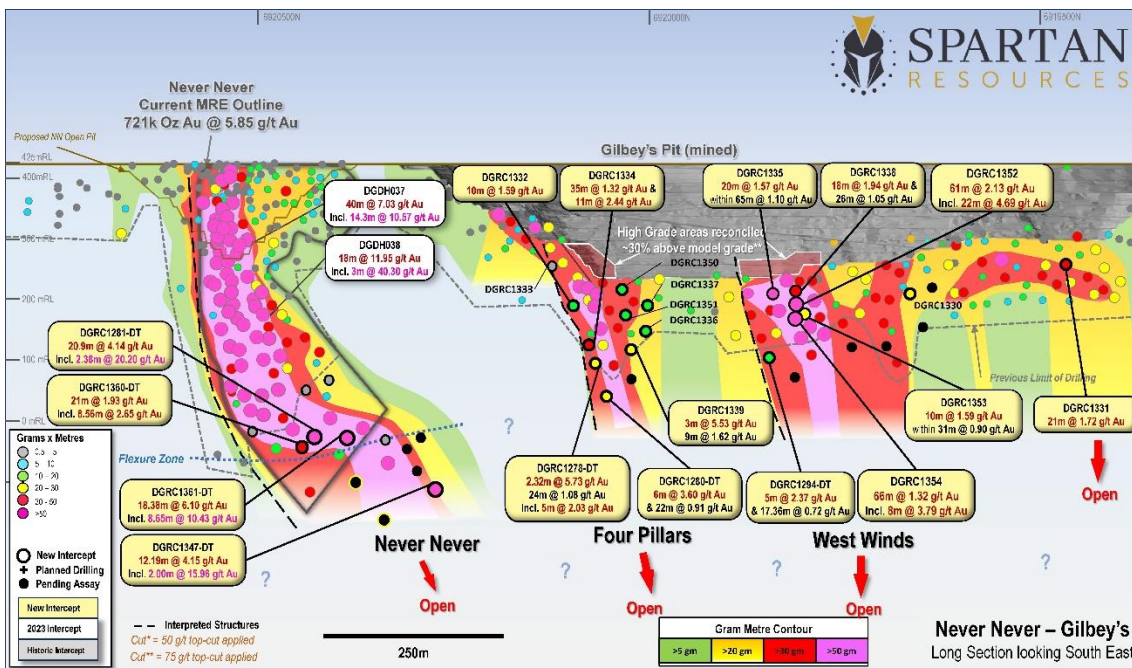 6920500N
6920000N
6919500N
SPARTAN
RESOURCES
Never Never
Current MRE Outline
721k Oz Au @ 5.85 g/t Au
Proposed NN Open Pit
Gilbey's Pit (mined)
425 mRL
400 mRL
300 mRL
200 mRL
100 mRL
0 mRL
DGDH037
40m @ 7.03 g/t Au
Incl. 14.3m @ 10.57 g/t Au
DGDH038
18m @ 11.95 g/t Au
Incl. 3m @ 40.30 g/t Au
DGRC1332
10m @ 1.59 g/t Au
DGRC1334
35m @ 1.32 g/t Au &
11m @ 2.44 g/t Au
DGRC1335
20m @ 1.57 g/t Au
within 65m @ 1.10 g/t Au
DGRC1338
18m @ 1.94 g/t Au &
26m @ 1.05 g/t Au
DGRC1352
61m @ 2.13 g/t Au
Incl. 22m @ 4.69 g/t Au
High Grade areas reconciled
~30% above model grade**
DGRC1333
DGRC1350
DGRC1337
DGRC1351
DGRC1336
DGRC1330
Previous Limit of Drilling
DGRC1281-DT
20.9m @ 4.14 g/t Au
Incl. 2.38m @ 20.20 g/t Au
DGRC1360-DT
21m @ 1.93 g/t Au
Incl. 8.56m @ 2.65 g/t Au
Flexure Zone
DGRC1361-DT
18.38m @ 6.10 g/t Au
Incl. 8.65m @ 10.43 g/t Au
DGRC1347-DT
12.19m @ 4.15 g/t Au
Incl. 2.00m @ 15.96 g/t Au
DGRC1339
3m @ 5.53 g/t Au
9m @ 1.62 g/t Au
DGRC1353
10m @ 1.59 g/t Au
within 31m @ 0.90 g/t Au
DGRC1331
21m @ 1.72 g/t Au
DGRC1278-DT
2.32m @ 5.73 g/t Au
24m @ 1.08 g/t Au
Incl. 5m @ 2.03 g/t Au
DGRC1280-DT
6m @ 3.60 g/t Au
& 22m @ 0.91 g/t Au
DGRC1294-DT
5m @ 2.37 g/t Au
& 17.36m @ 0.72 g/t Au
DGRC1354
66m @ 1.32 g/t Au
Incl. 8m @ 3.79 g/t Au
Never Never
Four Pillars
West Winds
Open
Open
Open
Open
?
?
?
?
?
Grams x Metres
0.5 - 5
5 - 10
10 - 20
20 - 30
30 - 50
>50
New Intercept
Planned Drilling
Pending Assay
New Intercept
2023 Intercept
Historic Intercept
Interpreted Structures
Cut* = 50 g/t top-cut applied
Cut** = 75 g/t top-cut applied
250m
Gram Metre Contour
>5 gm
>20 gm
>30 gm
>50 gm
Never Never – Gilbey's
Long Section looking South East